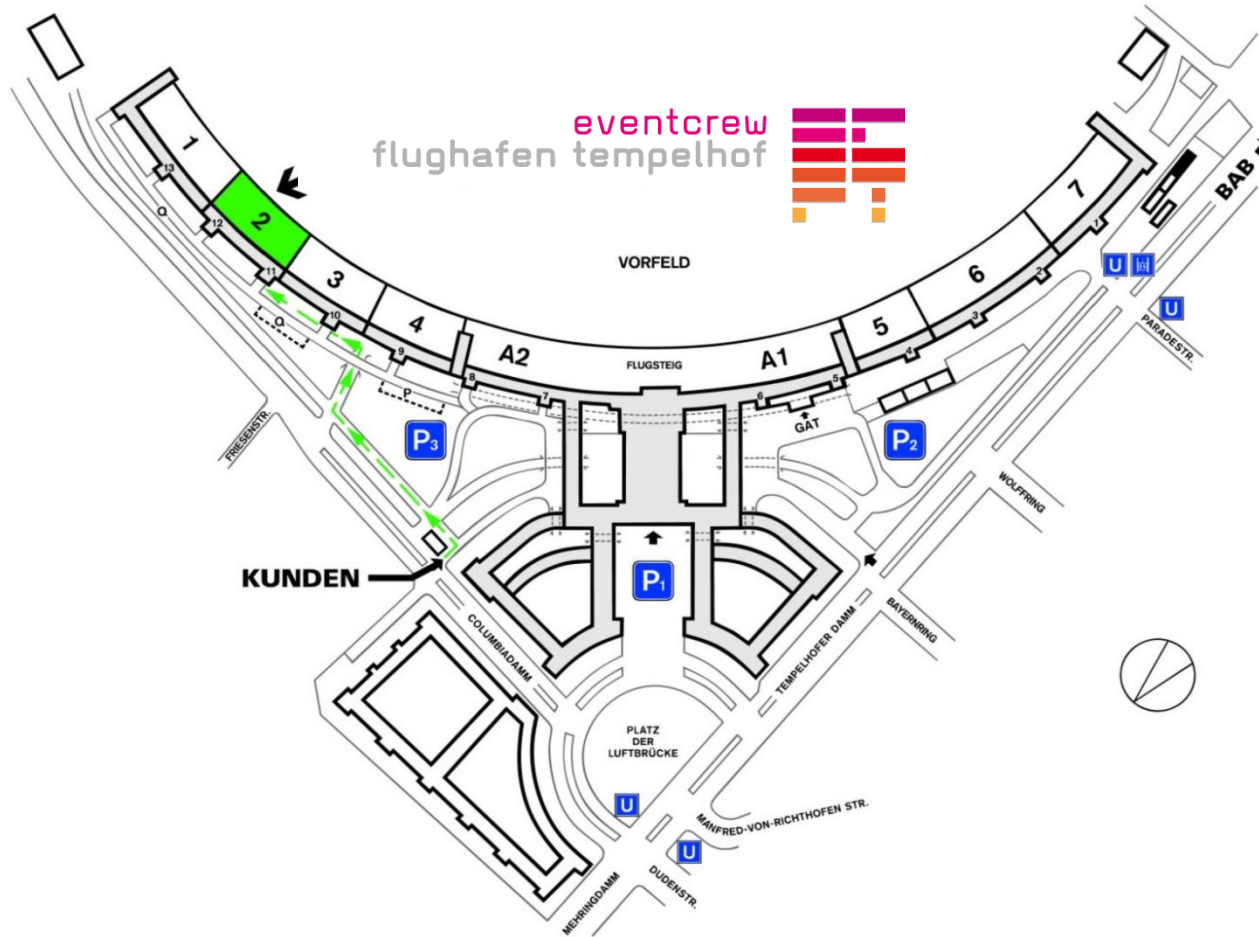 eventcrew
flughafen tempelhof
1
2
3
4
A2
FLUGSTEIG
A1
5
6
7
VORFELD
13
12
11
10
9
8
7
6
5
4
3
2
1
Q
Q
P
GAT
BAB
U
U
PARADESTR.
FRIESENSTR.
P3
P2
WOLFFRING
KUNDEN
P1
BAYERNRING
COLUMBIADAMM
TEMPELHOFER DAMM
PLATZ
DER
LUFTBRÜCKE
U
MANFRED-VON-RICHTHOFEN STR.
U
DUDENSTR.
MEHRINGDAMM